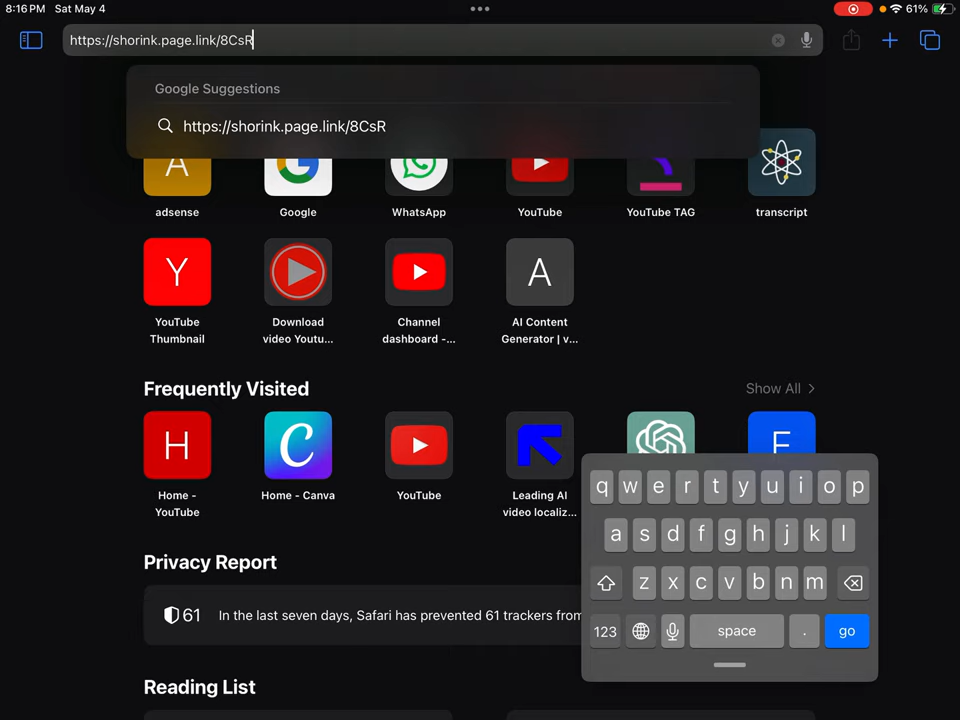 8:16 PM Sat May 4
61%
https://shorink.page.link/8CsR
Google Suggestions
https://shorink.page.link/8CsR
A
G
adsense
Google
WhatsApp
YouTube
YouTube TAG
transcript
Y
A
YouTube Thumbnail
Download video Youtu...
Channel dashboard -...
AI Content Generator | v...
Frequently Visited
Show All
H
C
E
Home - YouTube
Home - Canva
YouTube
Leading AI video localiz...
q w e r t y u i o p
a s d f g h j k l
z x c v b n m
123
space
.
go
Privacy Report
61
In the last seven days, Safari has prevented 61 trackers from
Reading List